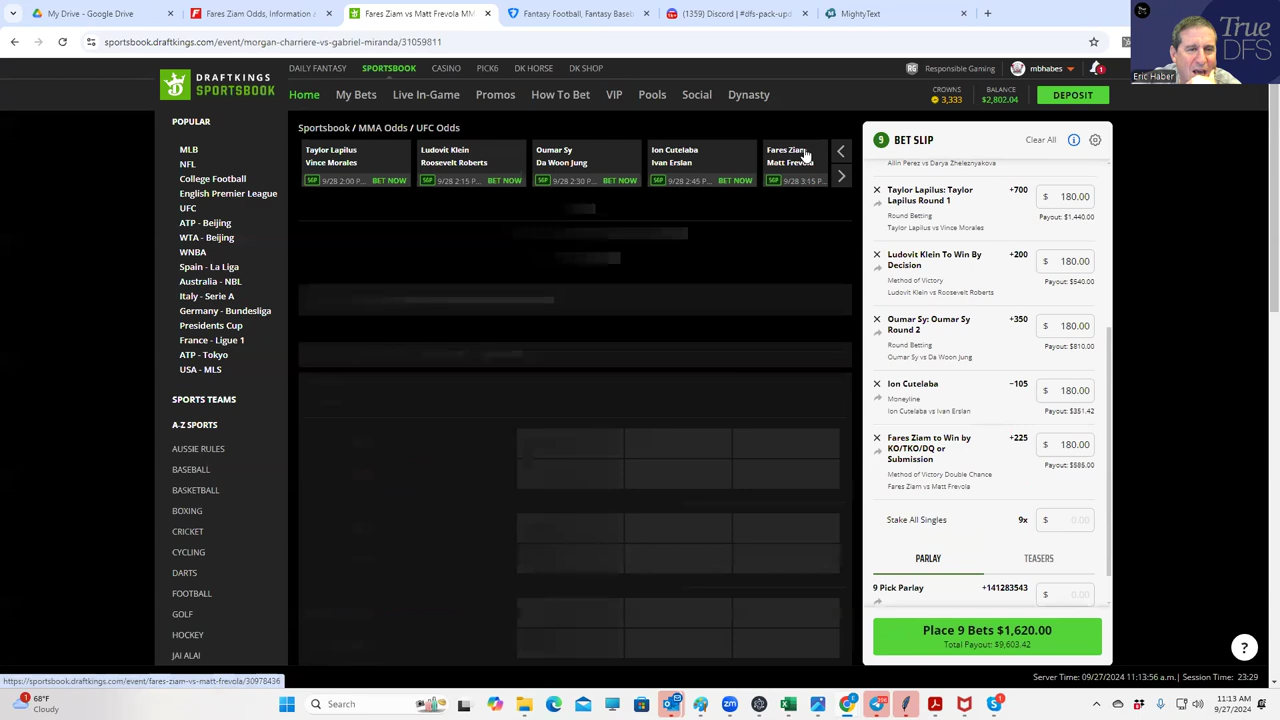 My Drive - Google Drive
Fares Ziam Odds, Information a
Fares Ziam vs Matt Frevola MM
Fantasy Football, Fantasy Baseb
(1359) Discord | #dfs-pack-upd
MightyText
sportsbook.draftkings.com/event/morgan-charriere-vs-gabriel-miranda/31059811
True
DFS
Eric Haber
DRAFTKINGS
SPORTSBOOK
DAILY FANTASY
SPORTSBOOK
CASINO
PICK6
DK HORSE
DK SHOP
Responsible Gaming
mbhabes
1
Home
My Bets
Live In-
Promos
How To Bet
VIP
Pools
Social
Dynasty
CROWNS
3,333
BALANCE
$2,802.04
DEPOSIT
POPULAR
MLB
NFL
College Football
English Premier League
UFC
ATP - Beijing
WTA - Beijing
WNBA
Spain - La Liga
Australia - NBL
Italy - Serie A
Germany - Bundesliga
Presidents Cup
France - Ligue 1
ATP - Tokyo
USA - MLS
SPORTS TEAMS
A-Z SPORTS
AUSSIE RULES
BASEBALL
BASKETBALL
BOXING
CRICKET
CYCLING
DARTS
FOOTBALL
GOLF
HOCKEY
JAI ALAI
Sportsbook / MMA Odds / UFC Odds
Taylor Lapilus
Vince Morales
SGP 9/28 2:00 P... BET NOW
Ludovit Klein
Roosevelt Roberts
SGP 9/28 2:15 P... BET NOW
Oumar Sy
Da Woon Jung
SGP 9/28 2:30 P... BET NOW
Ion Cutelaba
Ivan Erslan
SGP 9/28 2:45 P... BET NOW
Fares Ziam
Matt Frevola
SGP 9/28 3:15 P...
9 BET SLIP
Clear All
Ailin Perez vs Darya Zheleznyakova
Taylor Lapilus: Taylor
Lapilus Round 1
+700
$ 180.00
Round Betting
Payout: $1,440.00
Taylor Lapilus vs Vince Morales
Ludovit Klein To Win By
Decision
+200
$ 180.00
Method of Victory
Payout: $540.00
Ludovit Klein vs Roosevelt Roberts
Oumar Sy: Oumar Sy
Round 2
+350
$ 180.00
Round Betting
Payout: $810.00
Oumar Sy vs Da Woon Jung
Ion Cutelaba
−105
$ 180.00
Moneyline
Payout: $351.42
Ion Cutelaba vs Ivan Erslan
Fares Ziam to Win by
KO/TKO/DQ or
Submission
+225
$ 180.00
Payout: $585.00
Method of Victory Double Chance
Fares Ziam vs Matt Frevola
Stake All Singles
9x
$ 0.00
PARLAY
TEASERS
9 Pick Parlay
+141283543
$ 0.00
Place 9 Bets $1,620.00
Total Payout: $9,603.42
?
Server Time: 09/27/2024 11:13:56 a.m.| Session Time: 23:29
https://sportsbook.draftkings.com/event/fares-ziam-vs-matt-frevola/30978436
1
68°F
Cloudy
Search
11:13 AM
9/27/2024